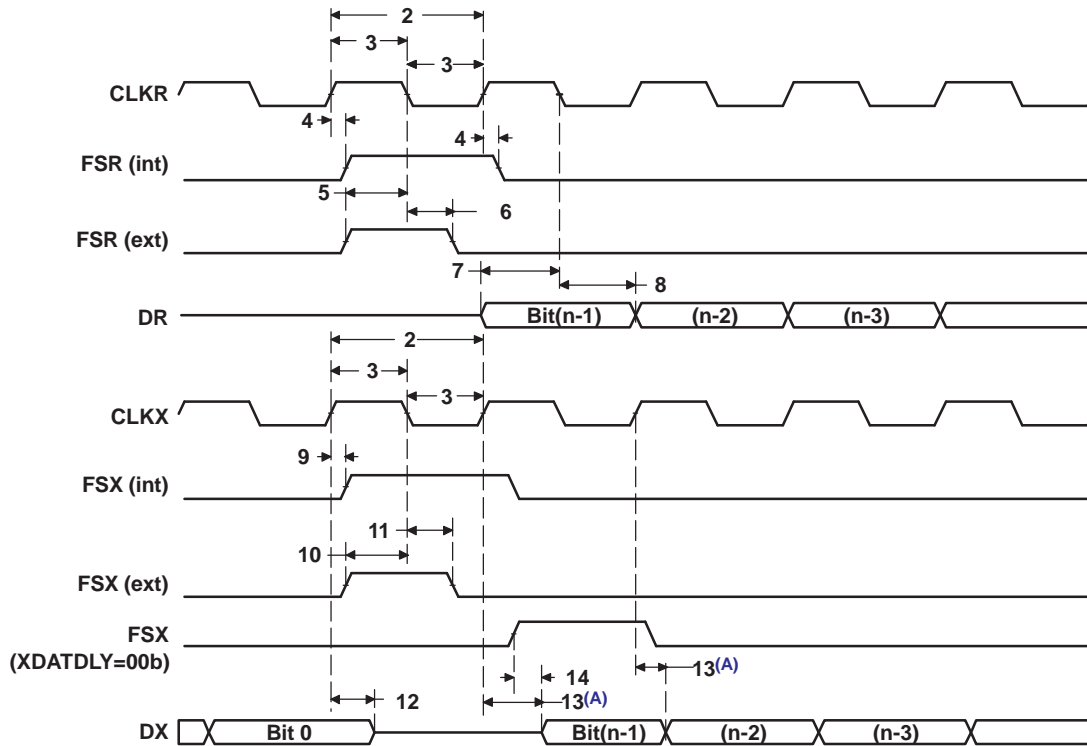 2
3
3
CLKR
4
4
FSR (int)
5
6
FSR (ext)
7
8
DR
Bit(n-1)
(n-2)
(n-3)
2
3
3
CLKX
9
FSX (int)
11
10
FSX (ext)
FSX
(XDATDLY=00b)
13(A)
14
13(A)
12
DX
Bit 0
Bit(n-1)
(n-2)
(n-3)